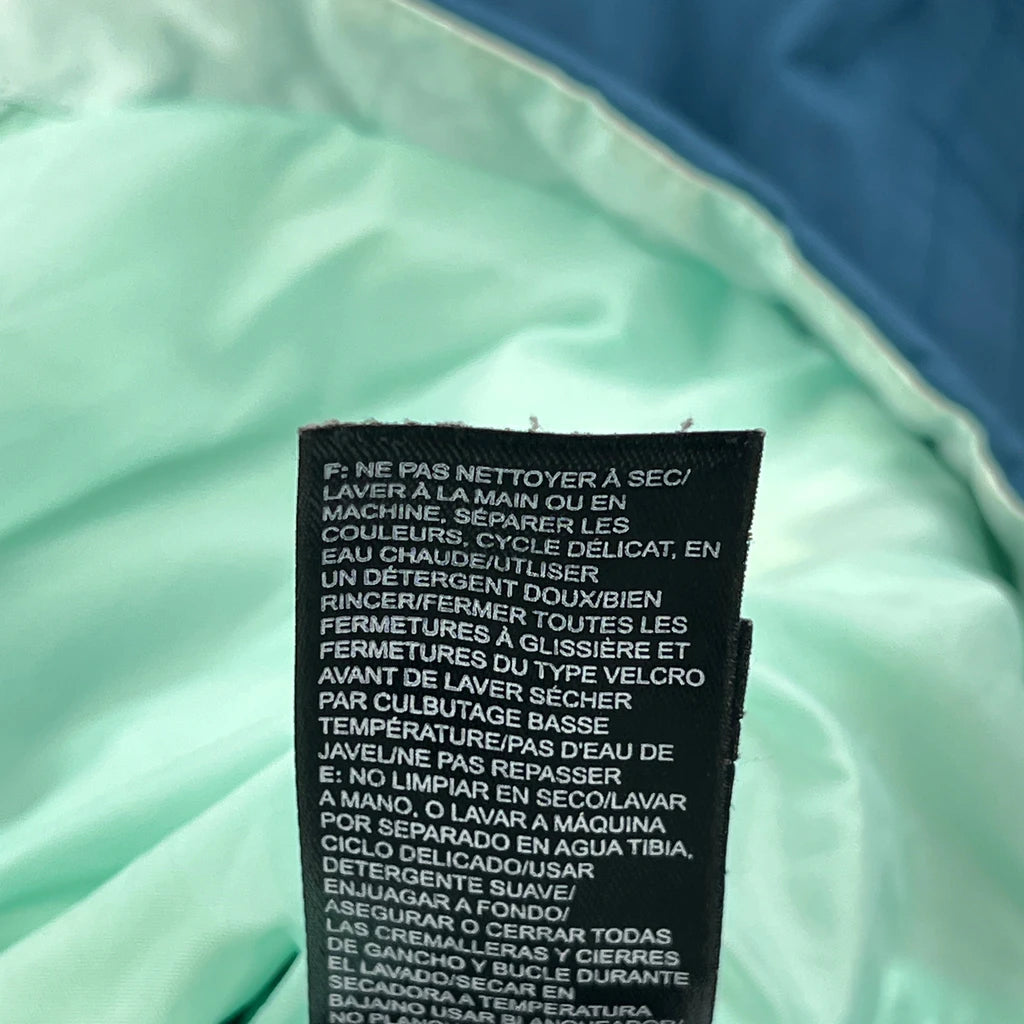 F: NE PAS NETTOYER À SEC/
LAVER À LA MAIN OU EN
MACHINE, SÉPARER LES
COULEURS, CYCLE DÉLICAT, EN
EAU CHAUDE/UTLISER
UN DÉTERGENT DOUX/BIEN
RINCER/FERMER TOUTES LES
FERMETURES À GLISSIÈRE ET
FERMETURES DU TYPE VELCRO
AVANT DE LAVER SÉCHER
PAR CULBUTAGE BASSE
TEMPÉRATURE/PAS D'EAU DE
JAVEL/NE PAS REPASSER
E: NO LIMPIAR EN SECO/LAVAR
A MANO, O LAVAR A MÁQUINA
POR SEPARADO EN AGUA TIBIA,
CICLO DELICADO/USAR
DETERGENTE SUAVE/
ENJUAGAR A FONDO/
ASEGURAR O CERRAR TODAS
LAS CREMALLERAS Y CIERRES
DE GANCHO Y BUCLE DURANTE
EL LAVADO/SECAR EN
SECADORA A TEMPERATURA
BAJA/NO USAR
NO